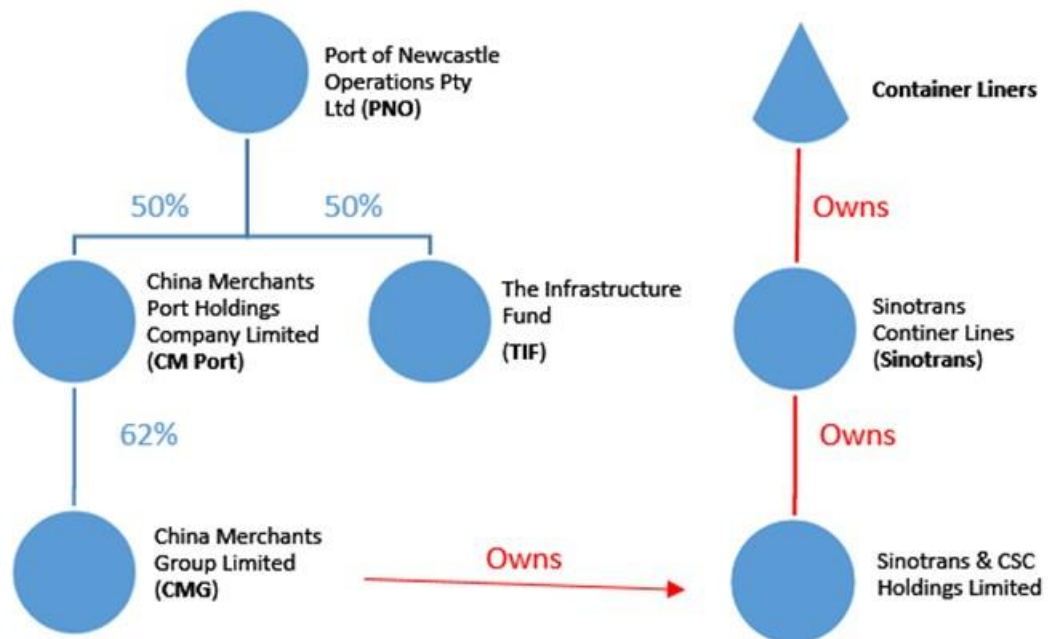 Port of Newcastle
Operations Pty
Ltd (PNO)
Container Liners
50%
50%
Owns
China Merchants
Port Holdings
Company Limited
(CM Port)
The Infrastructure
Fund
(TIF)
Sinotrans
Continer Lines
(Sinotrans)
62%
Owns
China Merchants
Group Limited
(CMG)
Owns
Sinotrans & CSC
Holdings Limited